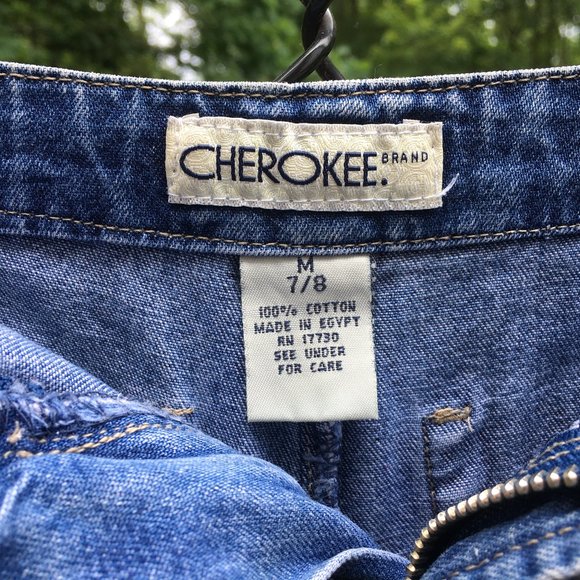 CHEROKEE. BRAND
M
7/8
100% COTTON
MADE IN EGYPT
RN 17730
SEE UNDER
FOR CARE